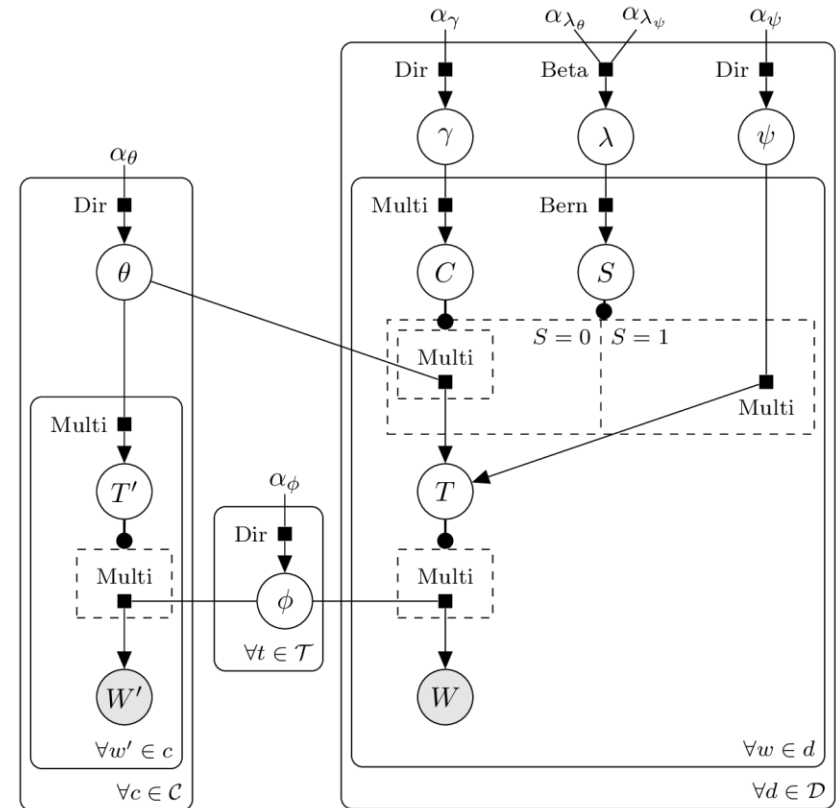 α_γ α_{λ_θ} α_{λ_ψ} α_ψ
Dir Beta Dir
γ λ ψ
α_θ
Dir Multi Bern
θ C S
S = 0 S = 1
Multi
Multi
Multi
T′ T
α_ϕ
Dir
Multi Multi
ϕ
∀t ∈ 𝒯
W′ W
∀w′ ∈ c ∀w ∈ d
∀c ∈ 𝒞 ∀d ∈ 𝒟